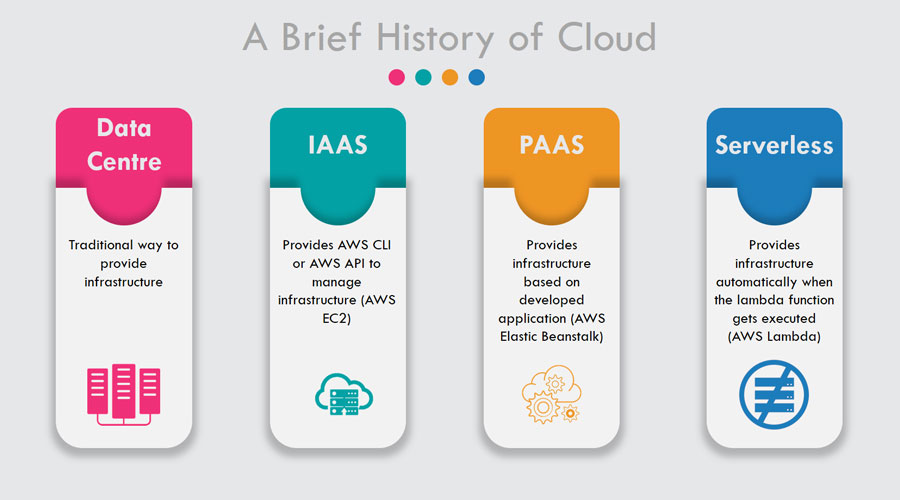 A Brief History of Cloud
Data
Centre
Traditional way to
provide
infrastructure
IAAS
Provides AWS CLI
or AWS API to
manage
infrastructure (AWS
EC2)
PAAS
Provides
infrastructure
based on
developed
application (AWS
Elastic Beanstalk)
Serverless
Provides
infrastructure
automatically when
the lambda function
gets executed
(AWS Lambda)